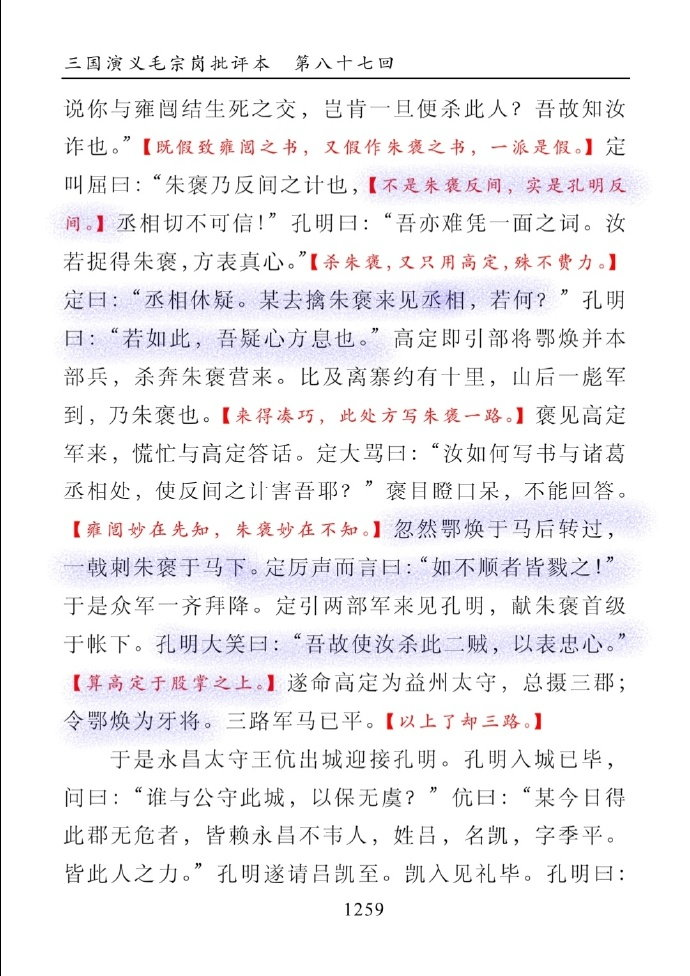 三国演义毛宗岗批评本 第八十七回
说你与雍闿结生死之交，岂肯一旦便杀此人？吾故知汝
诈也。”【既假致雍闿之书，又假作朱褒之书，一派是假。】定
叫屈曰：“朱褒乃反间之计也，【不是朱褒反间，实是孔明反
间。】丞相切不可信！”孔明曰：“吾亦难凭一面之词。汝
若捉得朱褒，方表真心。”【杀朱褒，又只用高定，殊不费力。】
定曰：“丞相休疑。某去擒朱褒来见丞相，若何？”孔明
曰：“若如此，吾疑心方息也。”高定即引部将鄂焕并本
部兵，杀奔朱褒营来。比及离寨约有十里，山后一彪军
到，乃朱褒也。【来得凑巧，此处方写朱褒一路。】褒见高定
军来，慌忙与高定答话。定大骂曰：“汝如何写书与诸葛
丞相处，使反间之计害吾耶？”褒目瞪口呆，不能回答。
【雍闿妙在先知，朱褒妙在不知。】忽然鄂焕于马后转过，
一戟刺朱褒于马下。定厉声而言曰：“如不顺者皆戮之！”
于是众军一齐拜降。定引两部军来见孔明，献朱褒首级
于帐下。孔明大笑曰：“吾故使汝杀此二贼，以表忠心。”
【算高定于股掌之上。】遂命高定为益州太守，总摄三郡；
令鄂焕为牙将。三路军马已平。【以上了却三路。】
于是永昌太守王伉出城迎接孔明。孔明入城已毕，
问曰：“谁与公守此城，以保无虞？”伉曰：“某今日得
此郡无危者，皆赖永昌不韦人，姓吕，名凯，字季平。
皆此人之力。”孔明遂请吕凯至。凯入见礼毕。孔明曰：
1259